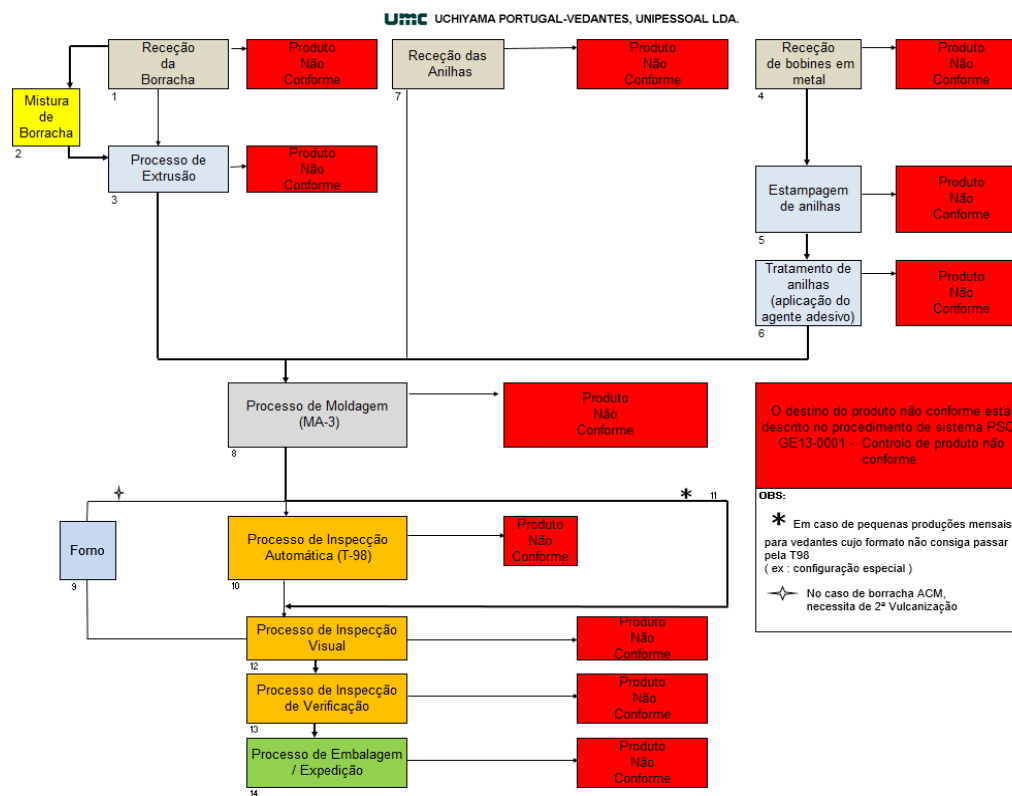 umc UCHIYAMA PORTUGAL-VEDANTES, UNIPESSOAL LDA.
Receção
da
Borracha
1
Produto
Não
Conforme
Receção das
Anilhas
7
Produto
Não
Conforme
Receção
de bobines em
metal
4
Produto
Não
Conforme
Mistura
de
Borracha
2
Processo de
Extrusão
3
Produto
Não
Conforme
Estampagem
de anilhas
5
Produto
Não
Conforme
Tratamento de
anilhas
(aplicação do
agente adesivo)
6
Produto
Não
Conforme
Processo de Moldagem
(MA-3)
8
Produto
Não
Conforme
O destino do produto não conforme está
descrito no procedimento de sistema
GE13-0001 - Controlo de produto não
conforme.
* 11
Forno
9
Processo de Inspecção
Automática (T-98)
10
Produto
Não
Conforme
OBS:
* Em caso de pequenas produções mensais
para vedantes cujo formato não consiga passar
pela T98
( ex : configuração especial )
No caso de borracha ACM,
necessita de 2ª Vulcanização
Processo de Inspecção
Visual
12
Produto
Não
Conforme
Processo de Inspecção
de Verificação
13
Produto
Não
Conforme
Processo de Embalagem
/ Expedição
14
Produto
Não
Conforme